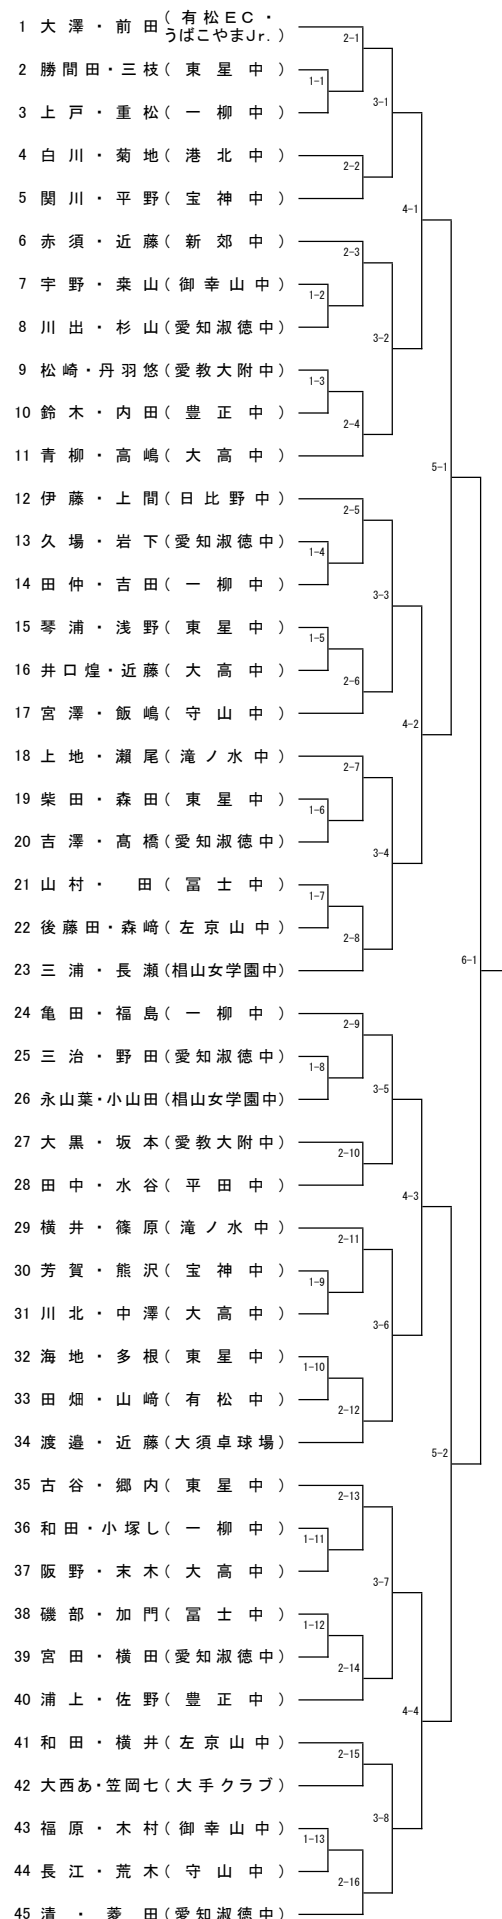 1 大澤・前田(有松EC・うばこやまJr.)
2 勝間田・三枝(東星中)
3 上戸・重松(一柳中)
4 白川・菊地(港北中)
5 関川・平野(宝神中)
6 赤須・近藤(新郊中)
7 宇野・桒山(御幸山中)
8 川出・杉山(愛知淑徳中)
9 松崎・丹羽悠(愛教大附中)
10 鈴木・内田(豊正中)
11 青柳・高嶋(大高中)
12 伊藤・上間(日比野中)
13 久場・岩下(愛知淑徳中)
14 田仲・吉田(一柳中)
15 琴浦・浅野(東星中)
16 井口煌・近藤(大高中)
17 宮澤・飯嶋(守山中)
18 上地・瀬尾(滝ノ水中)
19 柴田・森田(東星中)
20 吉澤・髙橋(愛知淑徳中)
21 山村・ 田(冨士中)
22 後藤田・森﨑(左京山中)
23 三浦・長瀬(椙山女学園中)
24 亀田・福島(一柳中)
25 三治・野田(愛知淑徳中)
26 永山葉・小山田(椙山女学園中)
27 大黒・坂本(愛教大附中)
28 田中・水谷(平田中)
29 横井・篠原(滝ノ水中)
30 芳賀・熊沢(宝神中)
31 川北・中澤(大高中)
32 海地・多根(東星中)
33 田畑・山﨑(有松中)
34 渡邉・近藤(大須卓球場)
35 古谷・郷内(東星中)
36 和田・小塚し(一柳中)
37 阪野・末木(大高中)
38 磯部・加門(冨士中)
39 宮田・横田(愛知淑徳中)
40 浦上・佐野(豊正中)
41 和田・横井(左京山中)
42 大西あ・笠岡七(大手クラブ)
43 福原・木村(御幸山中)
44 長江・荒木(守山中)
45 清・菱田(愛知淑徳中)
1-1
1-2
1-3
1-4
1-5
1-6
1-7
1-8
1-9
1-10
1-11
1-12
1-13
2-1
2-2
2-3
2-4
2-5
2-6
2-7
2-8
2-9
2-10
2-11
2-12
2-13
2-14
2-15
2-16
3-1
3-2
3-3
3-4
3-5
3-6
3-7
3-8
4-1
4-2
4-3
4-4
5-1
5-2
6-1